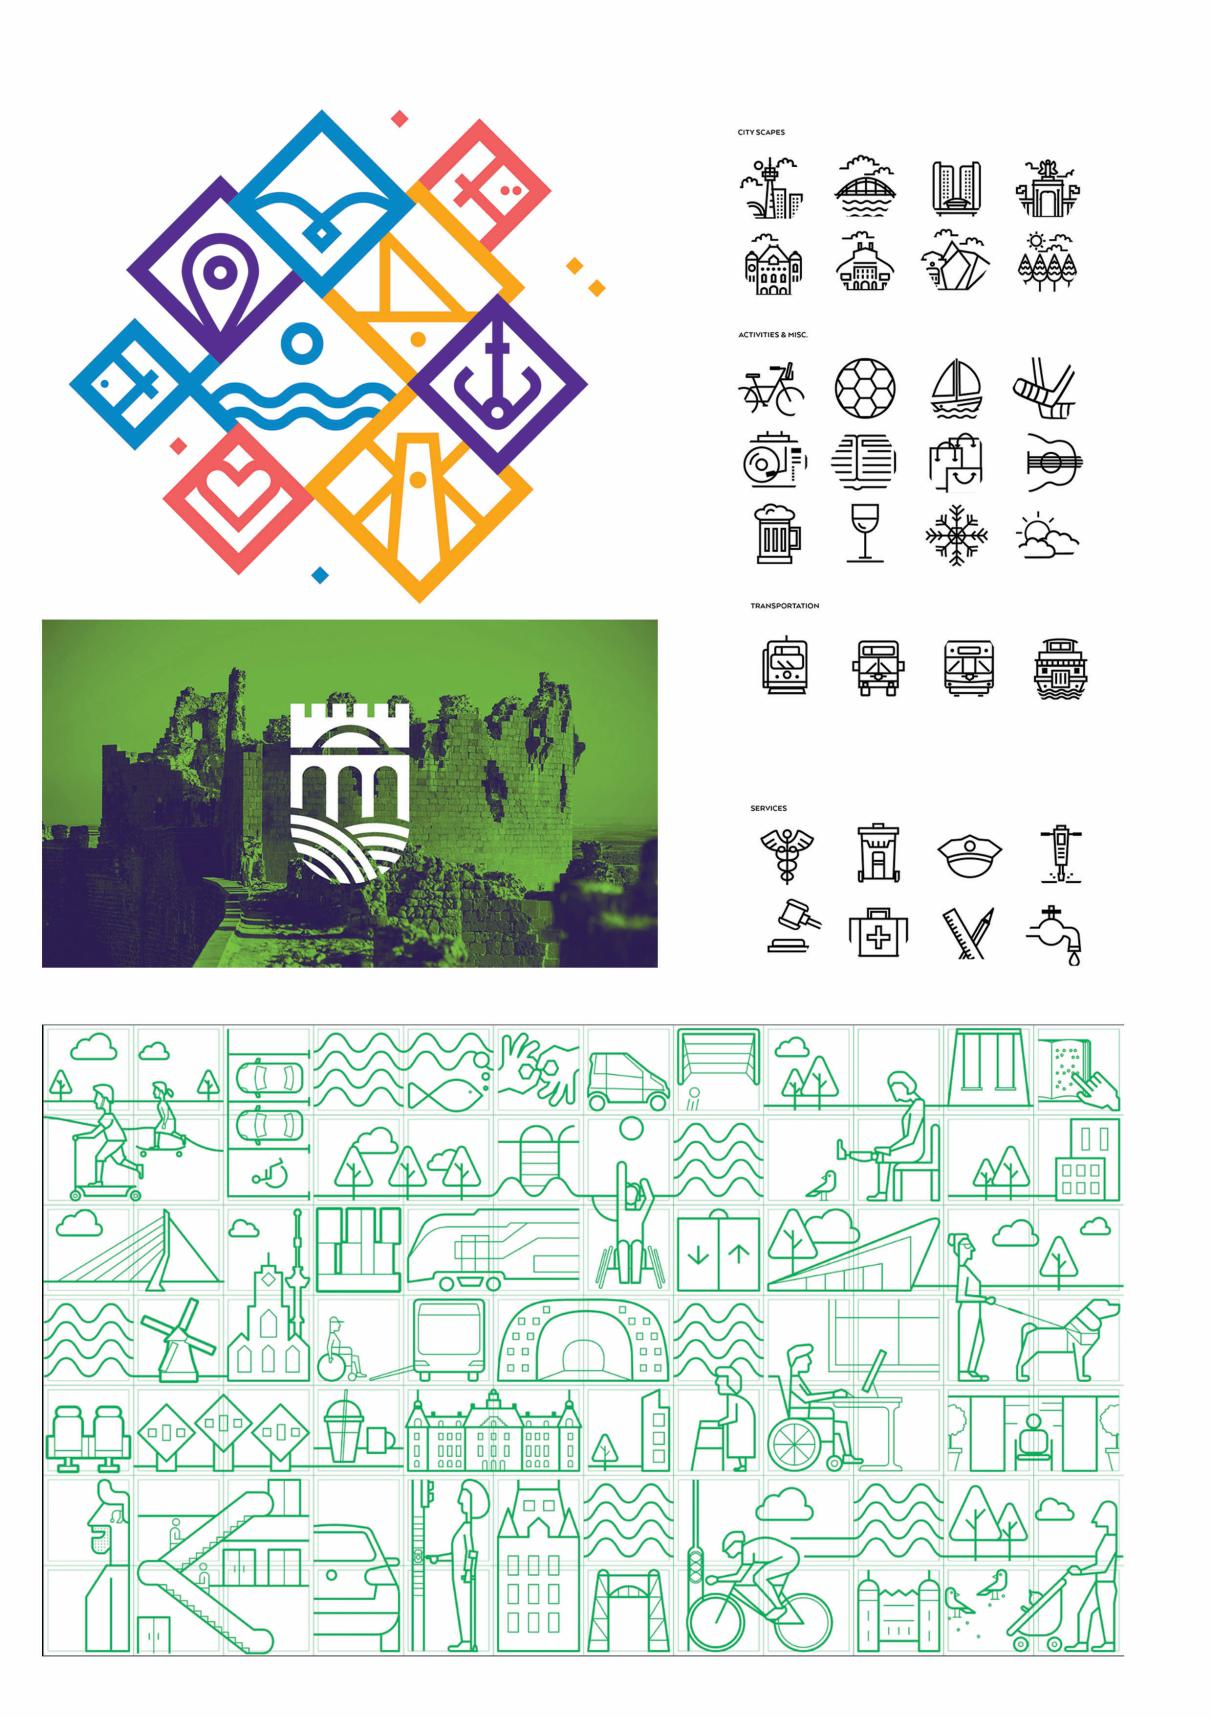 CITY SCAPES
ACTIVITIES & MISC.
TRANSPORTATION
SERVICES